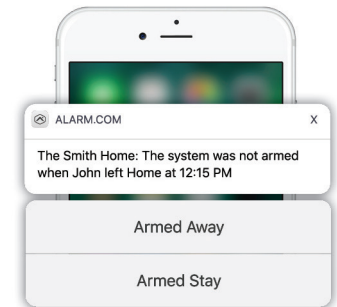 ALARM.COM X
The Smith Home: The system was not armed
when John left Home at 12:15 PM
Armed Away
Armed Stay